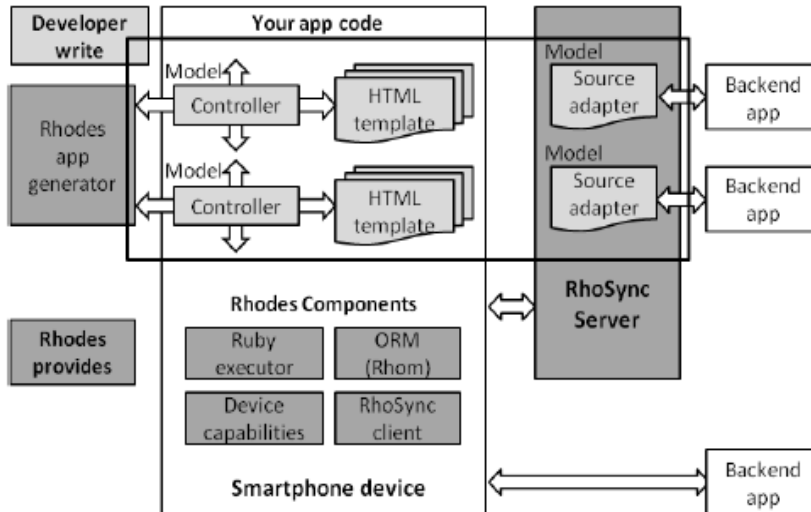 Developer
write
Your app code
Model
Controller
HTML
template
Model
Controller
HTML
template
Rhodes
app
generator
Model
Source
adapter
Backend
app
Model
Source
adapter
Backend
app
Rhodes Components
Ruby
executor
ORM
(Rhom)
Device
capabilities
RhoSync
client
Smartphone device
Rhodes
provides
RhoSync
Server
Backend
app